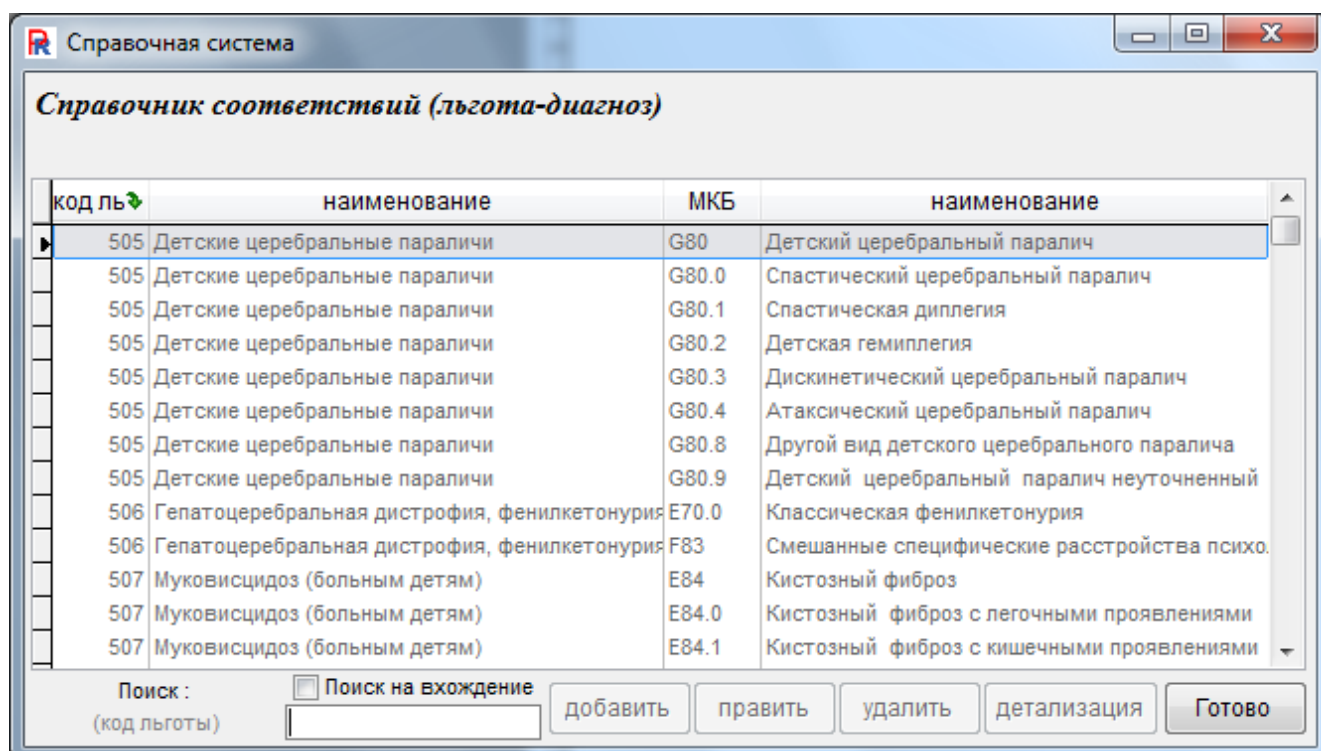 Справочная система
Справочник соответствий (льгота-диагноз)
код ль наименование МКБ наименование
505 Детские церебральные параличи G80 Детский церебральный паралич
505 Детские церебральные параличи G80.0 Спастический церебральный паралич
505 Детские церебральные параличи G80.1 Спастическая диплегия
505 Детские церебральные параличи G80.2 Детская гемиплегия
505 Детские церебральные параличи G80.3 Дискинетический церебральный паралич
505 Детские церебральные параличи G80.4 Атаксический церебральный паралич
505 Детские церебральные параличи G80.8 Другой вид детского церебрального паралича
505 Детские церебральные параличи G80.9 Детский церебральный паралич неуточненный
506 Гепатоцеребральная дистрофия, фенилкетонурия E70.0 Классическая фенилкетонурия
506 Гепатоцеребральная дистрофия, фенилкетонурия F83 Смешанные специфические расстройства психо
507 Муковисцидоз (больным детям) E84 Кистозный фиброз
507 Муковисцидоз (больным детям) E84.0 Кистозный фиброз с легочными проявлениями
507 Муковисцидоз (больным детям) E84.1 Кистозный фиброз с кишечными проявлениями
Поиск : Поиск на вхождение
(код льготы) добавить править удалить детализация Готово